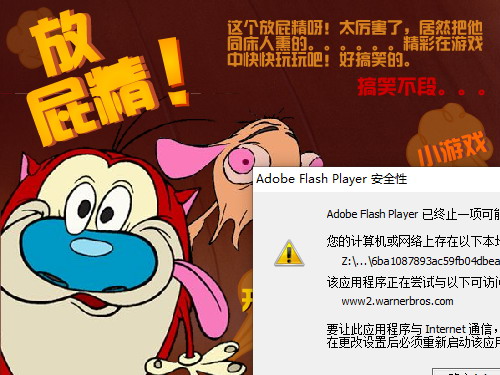 放
屁精!
这个放屁精呀!太厉害了,居然把他
同床人熏的。。。。。。精彩在游戏
中快快玩玩吧!好搞笑的。
搞笑不段。。。
小游戏
Adobe Flash Player 安全性
Adobe Flash Player 已终止一项可能
您的计算机或网络上存在以下本地
Z:\...\6ba1087893ac59fb04dbea
该应用程序正在尝试与以下可访问
www2.warnerbros.com
要让此应用程序与 Internet 通信,
在更改设置后必须重新启动该应用